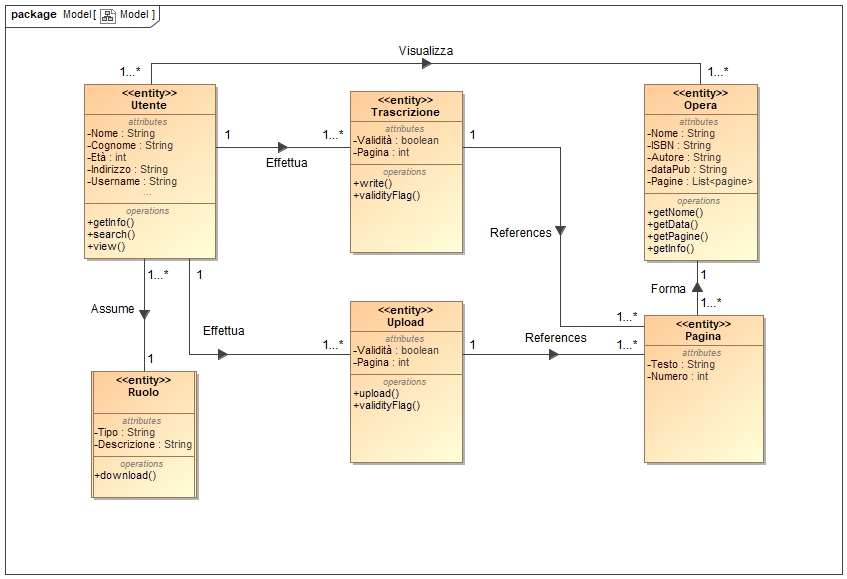 package Model[ Model ]
Visualizza
1...*
1...*
<<entity>>
Utente
attributes
-Nome : String
-Cognome : String
-Età : int
-Indirizzo : String
-Username : String
...
operations
+getInfo()
+search()
+view()
1
Effettua
1...*
<<entity>>
Trascrizione
attributes
-Validità : boolean
-Pagina : int
operations
+write()
+validityFlag()
1
References
1...*
<<entity>>
Opera
attributes
-Nome : String
-ISBN : String
-Autore : String
-dataPub : String
-Pagine : List<pagine>
operations
+getNome()
+getData()
+getPagine()
+getInfo()
1
Forma
1...*
1...*
Assume
1
1
Effettua
1...*
<<entity>>
Upload
attributes
-Validità : boolean
-Pagina : int
operations
+upload()
+validityFlag()
1
References
1...*
<<entity>>
Pagina
attributes
-Testo : String
-Numero : int
<<entity>>
Ruolo
attributes
-Tipo : String
-Descrizione : String
operations
+download()